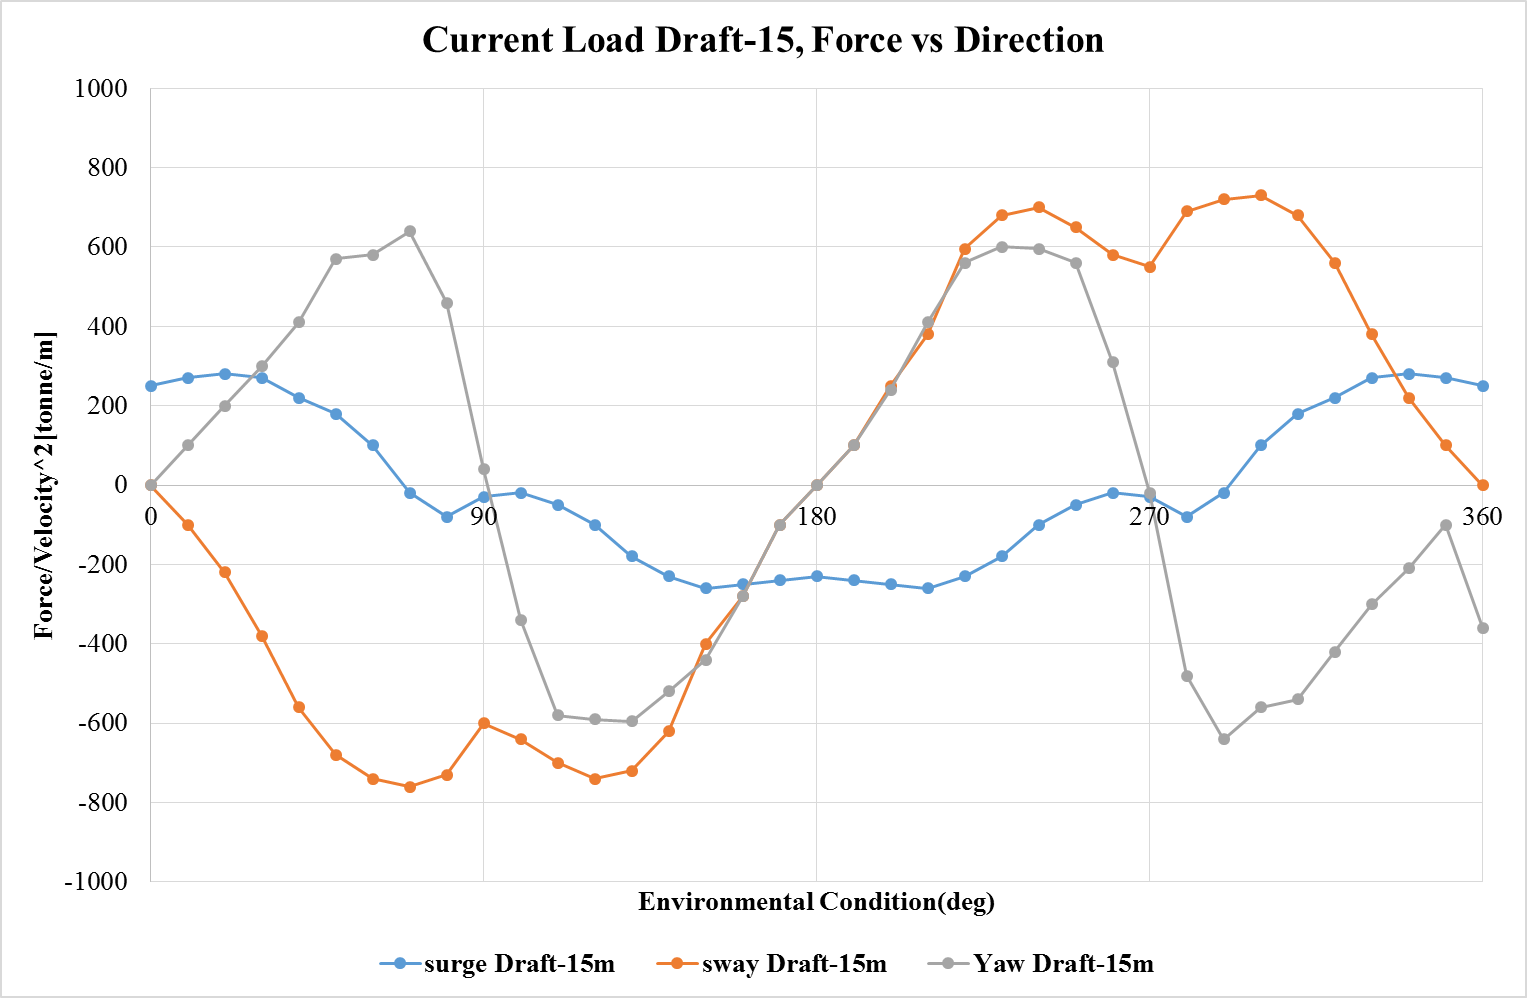 Current Load Draft-15, Force vs Direction
1000
800
600
400
200
0
-200
-400
-600
-800
-1000
Force/Velocity^2[tonne/m]
0 90 180 270 360
Environmental Condition(deg)
surge Draft-15m sway Draft-15m Yaw Draft-15m